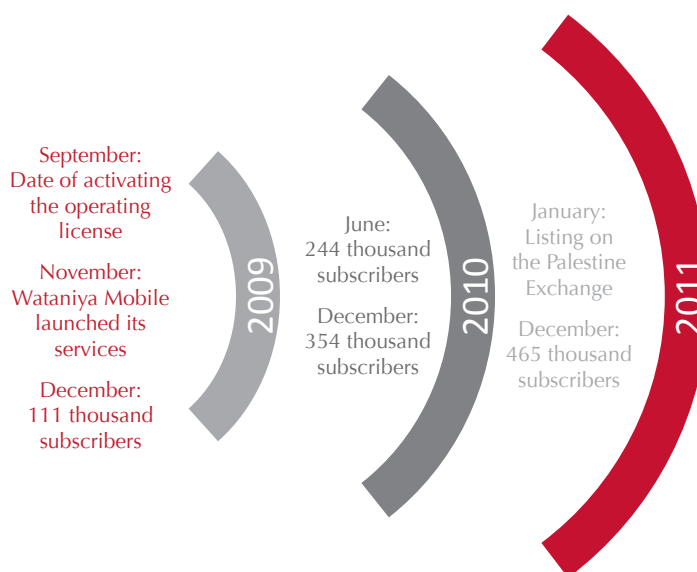 September:
Date of activating
the operating
license
November:
Wataniya Mobile
launched its
services
December:
111 thousand
subscribers
2009
June:
244 thousand
subscribers
December:
354 thousand
subscribers
2010
January:
Listing on
the Palestine
Exchange
December:
465 thousand
subscribers
2011